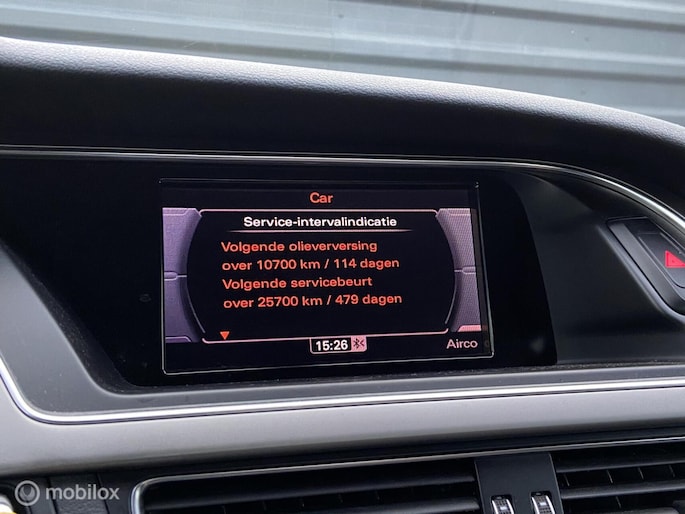 Car
Service-intervalindicatie
Volgende olieverversing
over 10700 km / 114 dagen
Volgende servicebeurt
over 25700 km / 479 dagen
15:26
Airco
mobilox